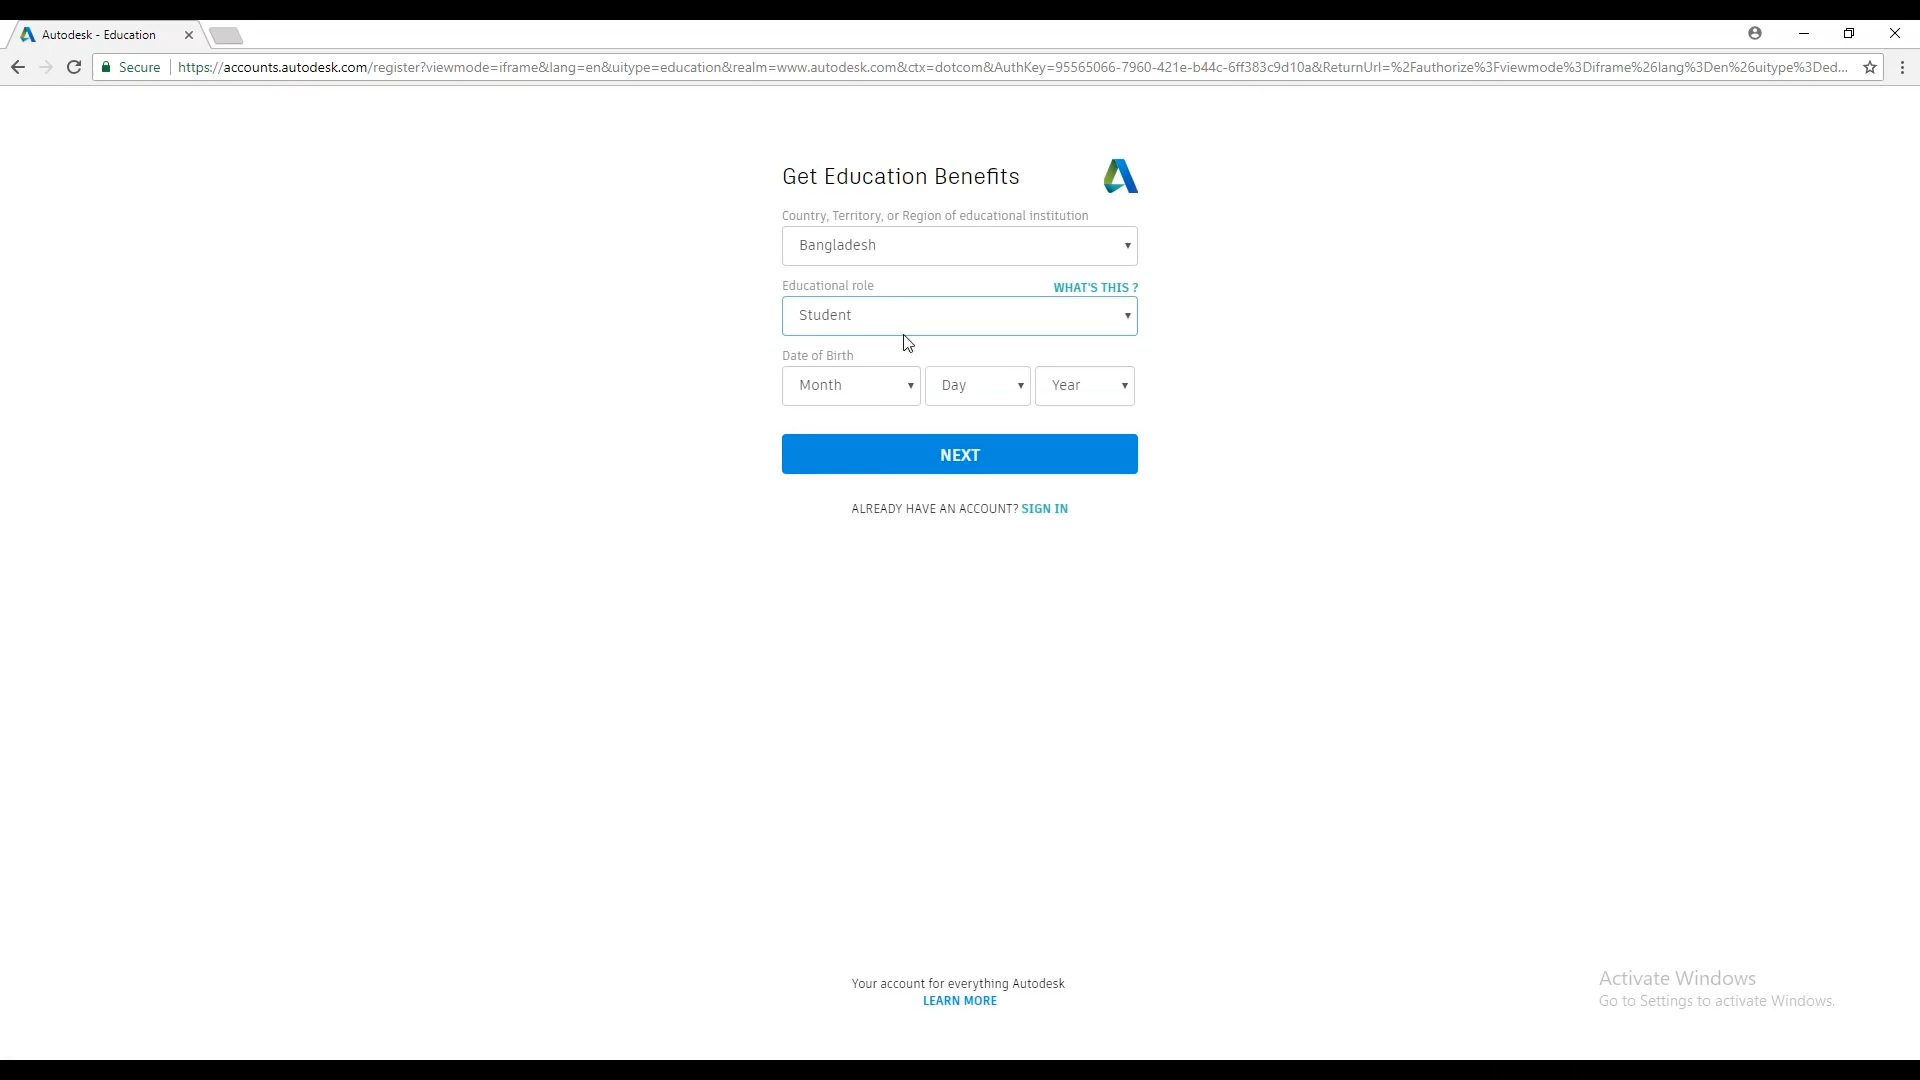 Autodesk - Education
Secure
https://accounts.autodesk.com/register?viewmode=iframe&lang=en&uitype=education&realm=www.autodesk.com&ctx=dotcom&AuthKey=95565066-7960-421e-b44c-6ff383c9d10a&ReturnUrl=%2Fauthorize%3Fviewmode%3Diframe%26lang%3Den%26uitype%3Ded...
Get Education Benefits
Country, Territory, or Region of educational institution
Bangladesh
Educational role WHAT'S THIS ?
Student
Date of Birth
Month Day Year
NEXT
ALREADY HAVE AN ACCOUNT? SIGN IN
Your account for everything Autodesk
LEARN MORE
Activate Windows
Go to Settings to activate Windows.